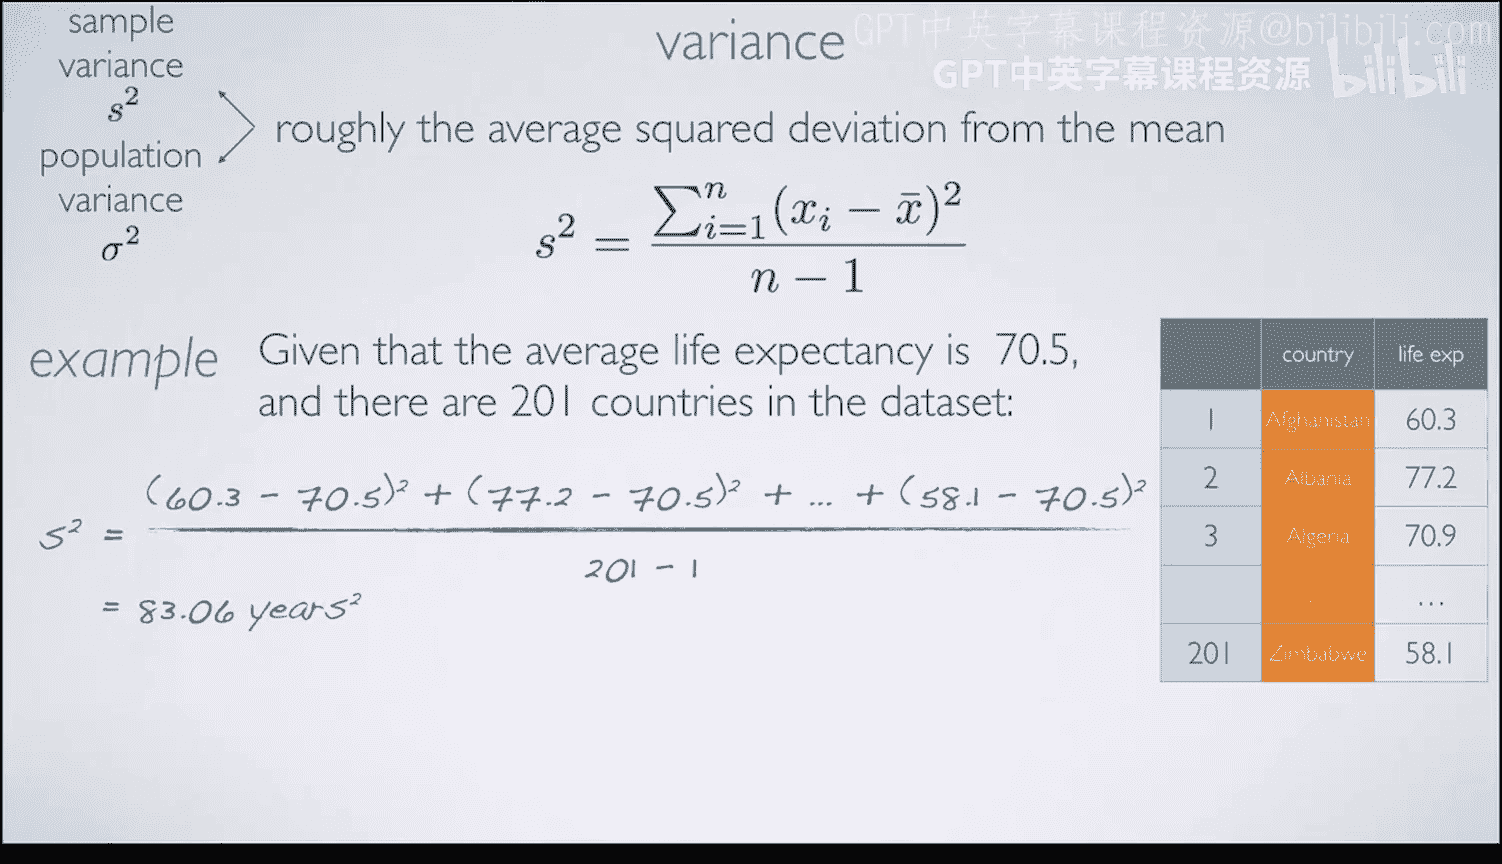 GPT中英字幕课程资源@bilibili.com
GPT中英字幕课程资源 bilibili
variance
sample
variance
s²
population
variance
σ²
roughly the average squared deviation from the mean
s² = ∑ⁿᵢ₌₁(xᵢ − x̄)² / n − 1
example
Given that the average life expectancy is 70.5,
and there are 201 countries in the dataset:
s² = (60.3 - 70.5)² + (77.2 - 70.5)² + ... + (58.1 - 70.5)² / 201 - 1
= 83.06 years²
country life exp
1 Afghanistan 60.3
2 Albania 77.2
3 Algeria 70.9
. ...
201 Zimbabwe 58.1